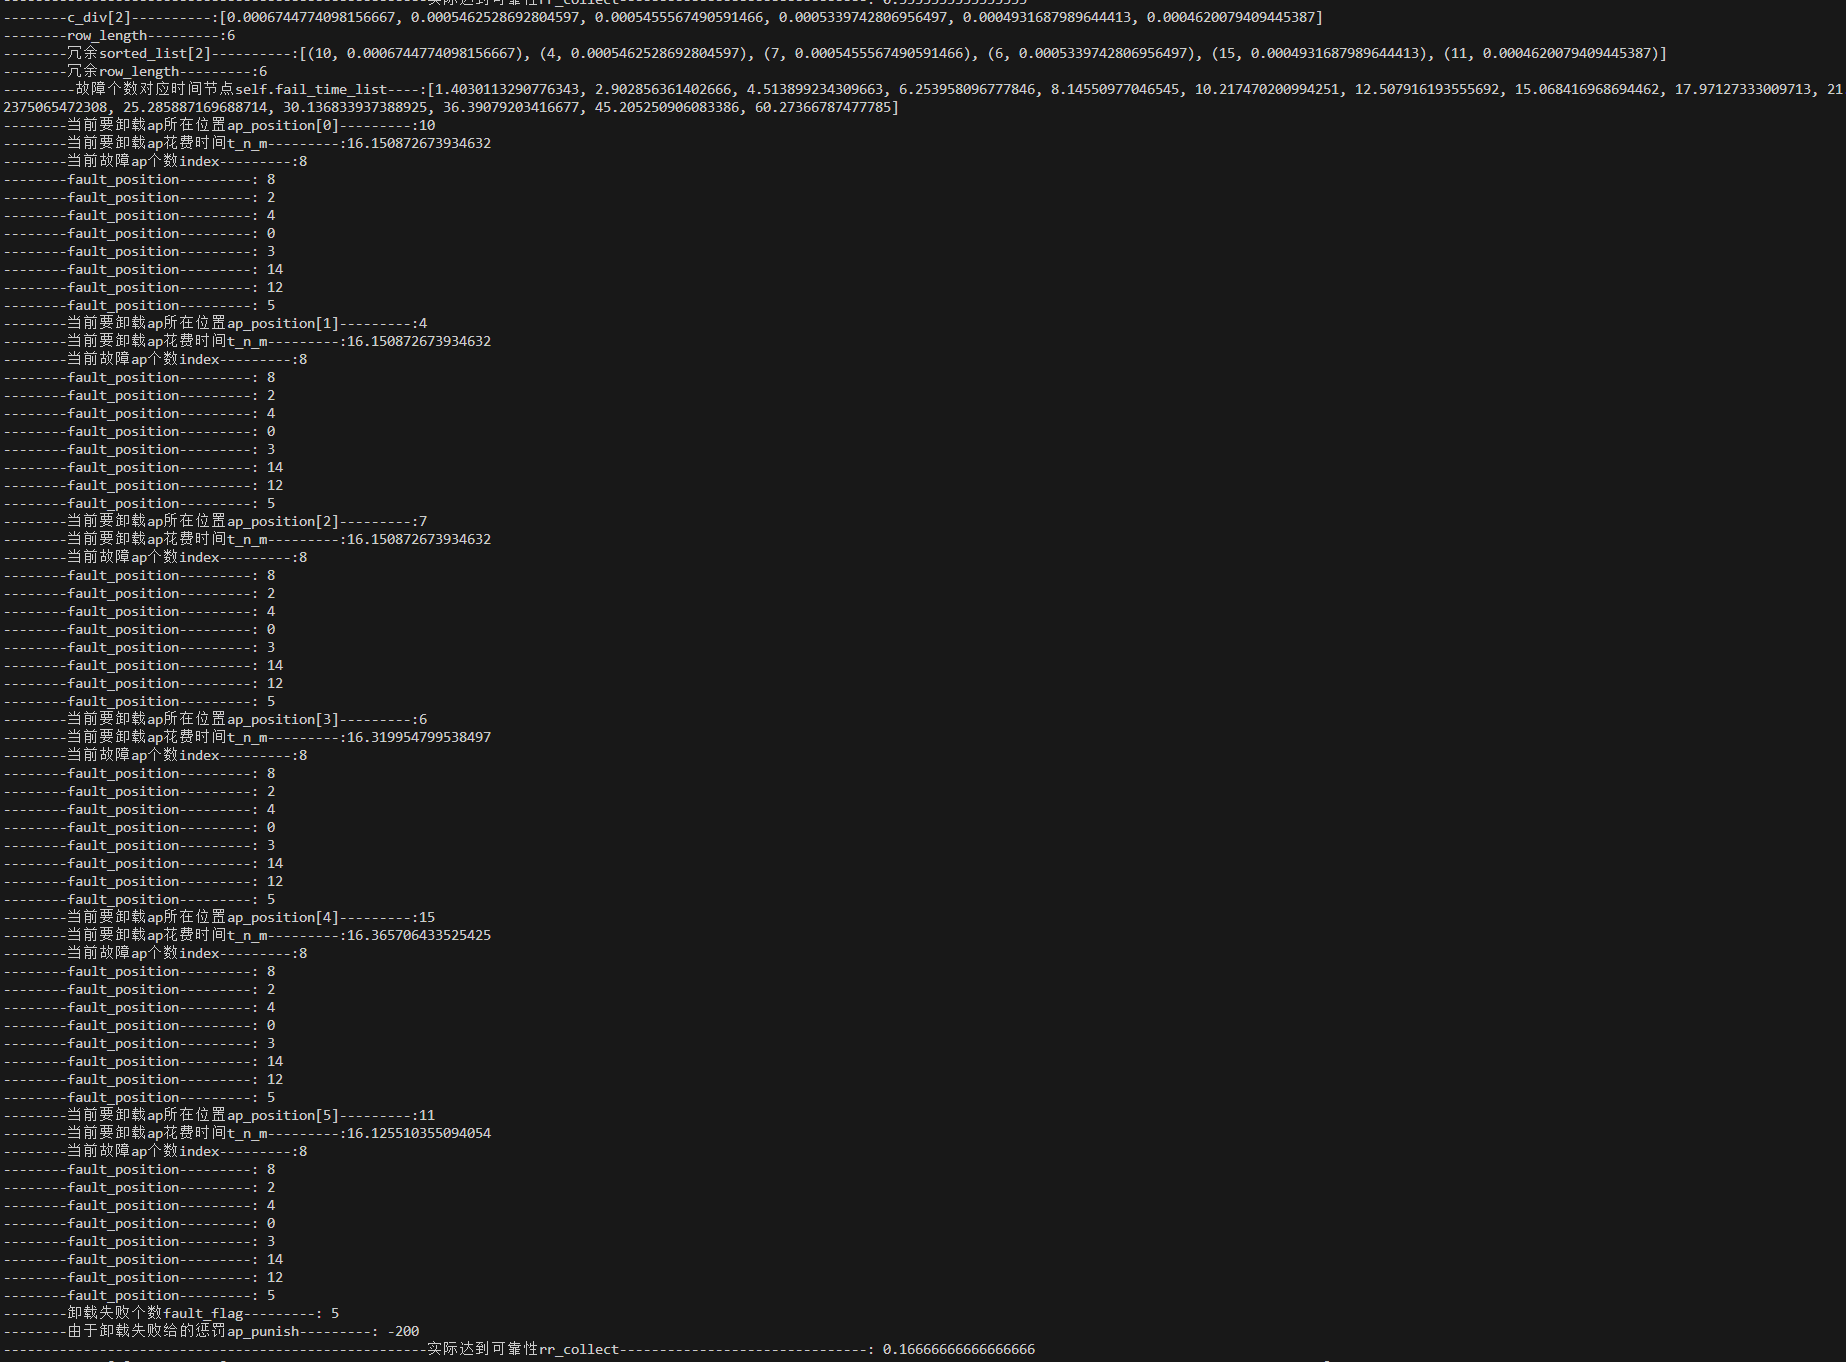 --------c_div[2]----------:[0.0006744774098156667, 0.0005462528692804597, 0.0005455567490591466, 0.0005339742806956497, 0.0004931687989644413, 0.0004620079409445387]
--------row_length---------:6
--------冗余sorted_list[2]----------:[(10, 0.0006744774098156667), (4, 0.0005462528692804597), (7, 0.0005455567490591466), (6, 0.0005339742806956497), (15, 0.0004931687989644413), (11, 0.0004620079409445387)]
--------冗余row_length---------:6
---------故障个数对应时间节点self.fail_time_list----:[1.4030113290776343, 2.902856361402666, 4.513899234309663, 6.253958096777846, 8.14550977046545, 10.217470200994251, 12.507916193555692, 15.068416968694462, 17.97127333009713, 21
2375065472308, 25.285887169688714, 30.136833937388925, 36.39079203416677, 45.205250906083386, 60.27366787477785]
--------当前要卸载ap所在位置ap_position[0]---------:10
--------当前要卸载ap花费时间t_n_m---------:16.150872673934632
--------当前故障ap个数index---------:8
--------fault_position---------: 8
--------fault_position---------: 2
--------fault_position---------: 4
--------fault_position---------: 0
--------fault_position---------: 3
--------fault_position---------: 14
--------fault_position---------: 12
--------fault_position---------: 5
--------当前要卸载ap所在位置ap_position[1]---------:4
--------当前要卸载ap花费时间t_n_m---------:16.150872673934632
--------当前故障ap个数index---------:8
--------fault_position---------: 8
--------fault_position---------: 2
--------fault_position---------: 4
--------fault_position---------: 0
--------fault_position---------: 3
--------fault_position---------: 14
--------fault_position---------: 12
--------fault_position---------: 5
--------当前要卸载ap所在位置ap_position[2]---------:7
--------当前要卸载ap花费时间t_n_m---------:16.150872673934632
--------当前故障ap个数index---------:8
--------fault_position---------: 8
--------fault_position---------: 2
--------fault_position---------: 4
--------fault_position---------: 0
--------fault_position---------: 3
--------fault_position---------: 14
--------fault_position---------: 12
--------fault_position---------: 5
--------当前要卸载ap所在位置ap_position[3]---------:6
--------当前要卸载ap花费时间t_n_m---------:16.319954799538497
--------当前故障ap个数index---------:8
--------fault_position---------: 8
--------fault_position---------: 2
--------fault_position---------: 4
--------fault_position---------: 0
--------fault_position---------: 3
--------fault_position---------: 14
--------fault_position---------: 12
--------fault_position---------: 5
--------当前要卸载ap所在位置ap_position[4]---------:15
--------当前要卸载ap花费时间t_n_m---------:16.365706433525425
--------当前故障ap个数index---------:8
--------fault_position---------: 8
--------fault_position---------: 2
--------fault_position---------: 4
--------fault_position---------: 0
--------fault_position---------: 3
--------fault_position---------: 14
--------fault_position---------: 12
--------fault_position---------: 5
--------当前要卸载ap所在位置ap_position[5]---------:11
--------当前要卸载ap花费时间t_n_m---------:16.125510355094054
--------当前故障ap个数index---------:8
--------fault_position---------: 8
--------fault_position---------: 2
--------fault_position---------: 4
--------fault_position---------: 0
--------fault_position---------: 3
--------fault_position---------: 14
--------fault_position---------: 12
--------fault_position---------: 5
--------卸载失败个数fault_flag---------: 5
--------由于卸载失败给的惩罚ap_punish---------: -200
-----------------------------------------------------实际达到可靠性rr_collect-------------------------------: 0.16666666666666666